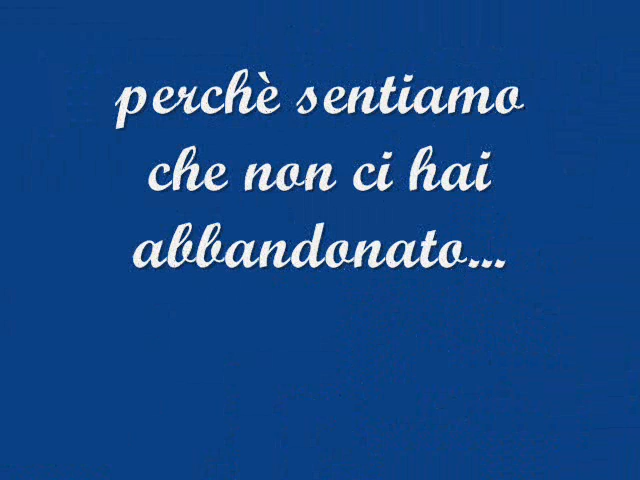 perchè sentiamo
che non ci hai
abbandonato...